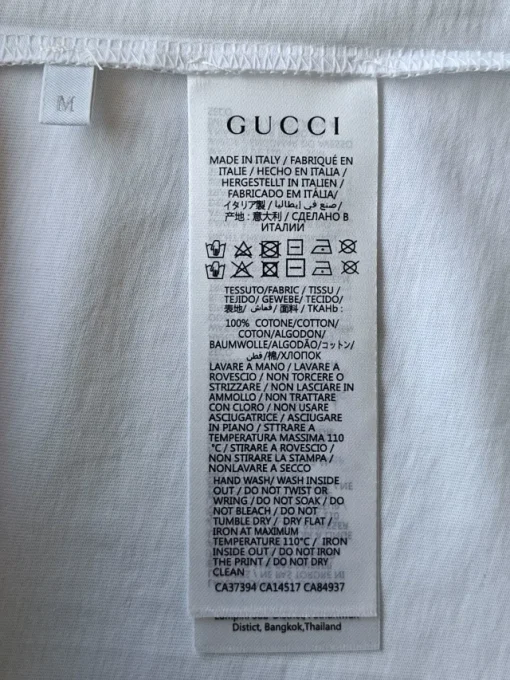 M
GUCCI
MADE IN ITALY / FABRIQUÉ EN
ITALIE / HECHO EN ITALIA /
HERGESTELLT IN ITALIEN /
FABRICADO EM ITÁLIA /
イタリア製 / صنع في إيطاليا /
产地 : 意大利 / СДЕЛАНО В
ИТАЛИИ
TESSUTO/FABRIC / TISSU /
TEJIDO/ GEWEBE/ TECIDO/
表地/ قماش / 面料 / ТКАНЬ :
100% COTONE/COTTON/
COTON/ALGODON/
BAUMWOLLE/ALGODÃO/コットン/
قطن/棉/ХЛОПОК
LAVARE A MANO / LAVARE A
ROVESCIO / NON TORCERE O
STRIZZARE / NON LASCIARE IN
AMMOLLO / NON TRATTARE
CON CLORO / NON USARE
ASCIUGATRICE / ASCIUGARE
IN PIANO / STTRARE A
TEMPERATURA MASSIMA 110
°C / STIRARE A ROVESCIO /
NON STIRARE LA STAMPA /
NONLAVARE A SECCO
HAND WASH/ WASH INSIDE
OUT / DO NOT TWIST OR
WRING / DO NOT SOAK / DO
NOT BLEACH / DO NOT
TUMBLE DRY / DRY FLAT /
IRON AT MAXIMUM
TEMPERATURE 110°C / IRON
INSIDE OUT / DO NOT IRON
THE PRINT / DO NOT DRY
CLEAN
CA37394 CA14517 CA84937
Distict, Bangkok,Thailand